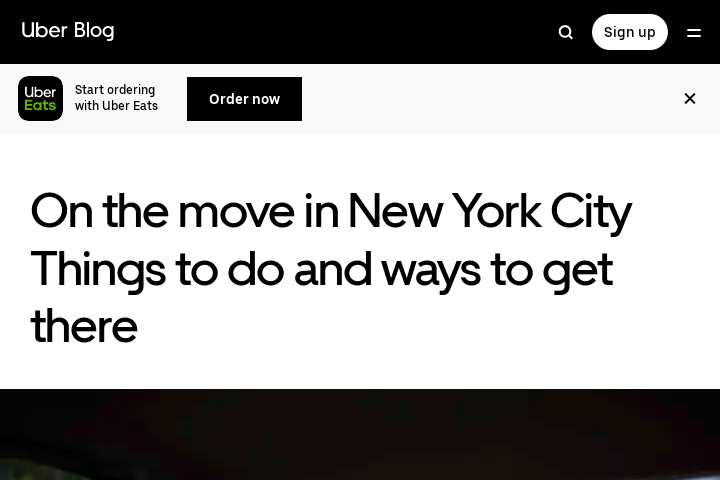 Uber Blog
Sign up
Uber
Eats
Start ordering
with Uber Eats
Order now
On the move in New York City
Things to do and ways to get
there